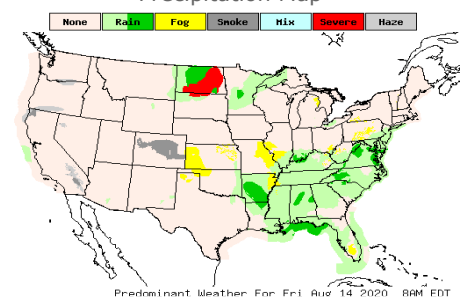 Precipitation Map
None Rain Fog Smoke Mix Severe Haze
Predominant Weather For Fri Aug 14 2020 8AM EDT